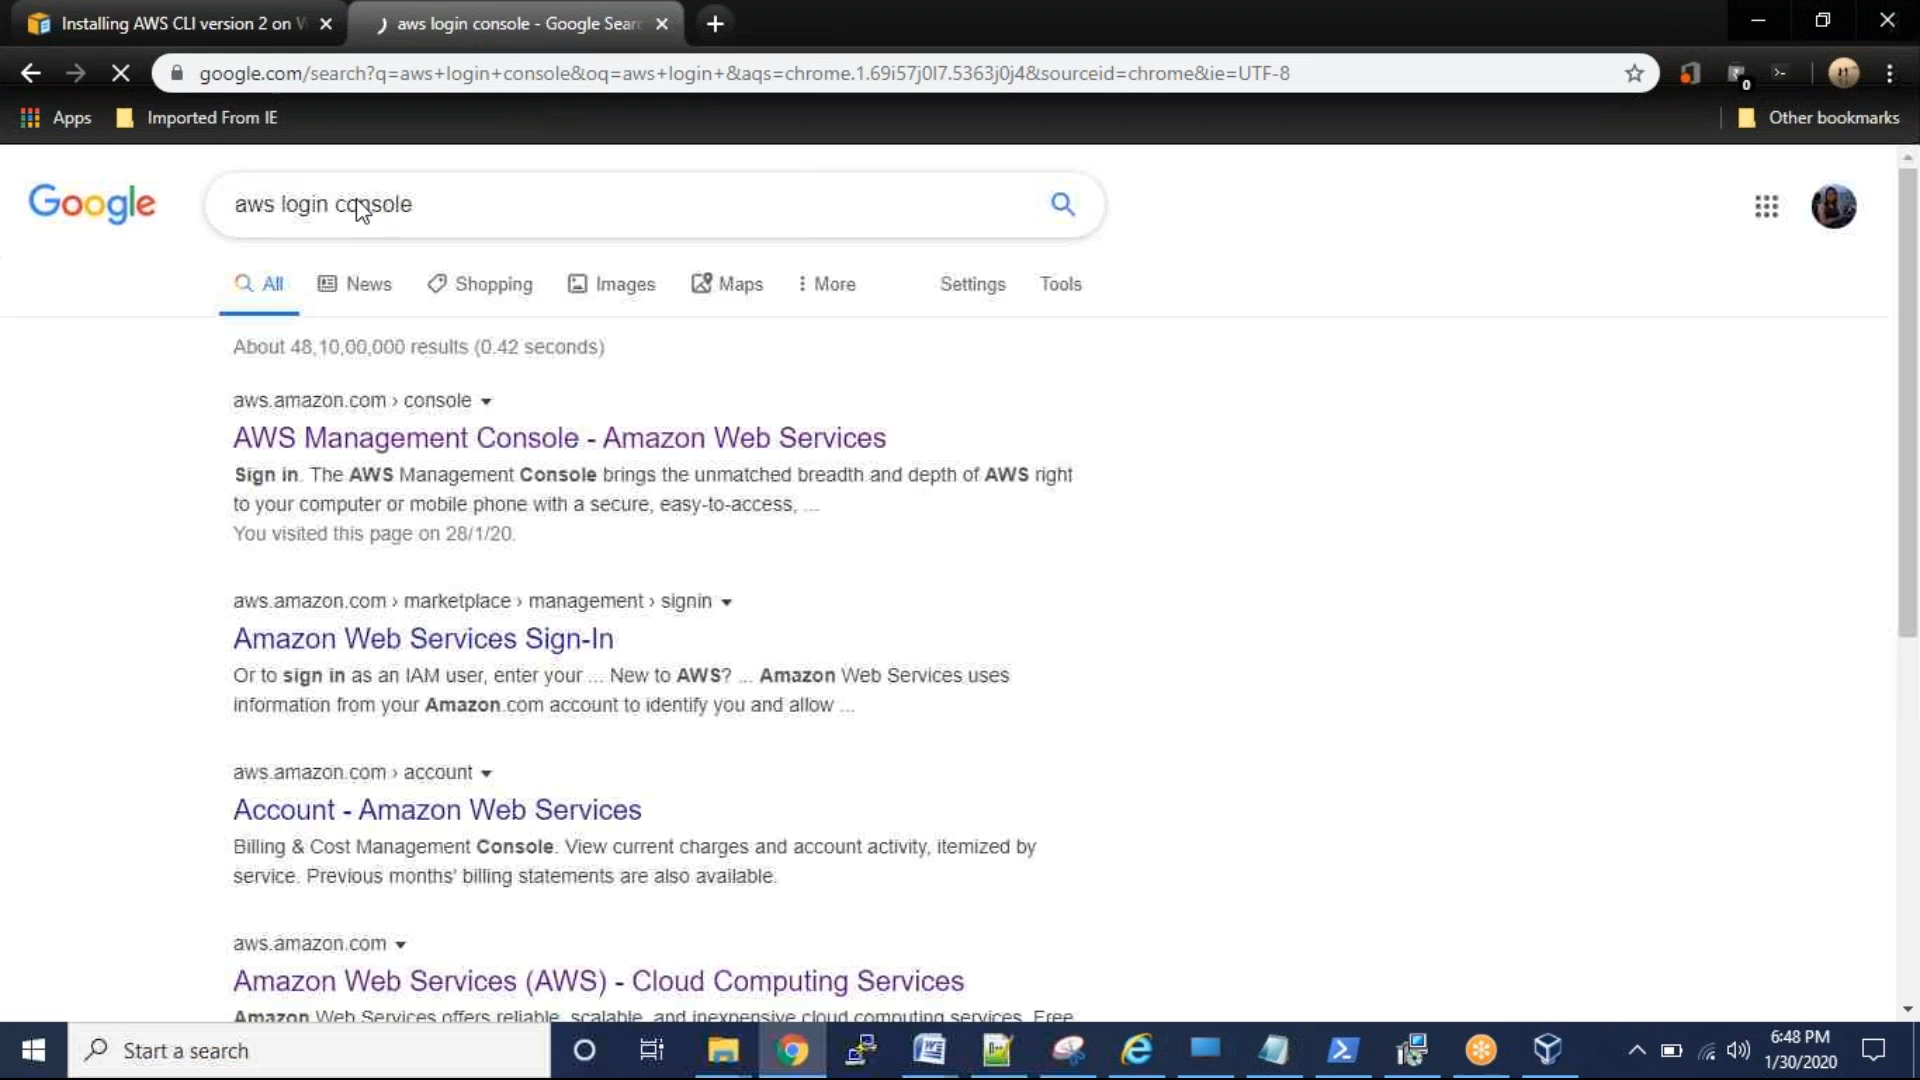 Installing AWS CLI version 2 on
aws login console - Google Sear
google.com/search?q=aws+login+console&oq=aws+login+&aqs=chrome.1.69i57j0l7.5363j0j4&sourceid=chrome&ie=UTF-8
0
Apps
Imported From IE
Other bookmarks
Google
aws login console
All
News
Shopping
Images
Maps
More
Settings
Tools
About 48,10,00,000 results (0.42 seconds)
aws.amazon.com › console
AWS Management Console - Amazon Web Services
Sign in. The AWS Management Console brings the unmatched breadth and depth of AWS right
to your computer or mobile phone with a secure, easy-to-access, ...
You visited this page on 28/1/20.
aws.amazon.com › marketplace › management › signin
Amazon Web Services Sign-In
Or to sign in as an IAM user, enter your ... New to AWS? ... Amazon Web Services uses
information from your Amazon.com account to identify you and allow ...
aws.amazon.com › account
Account - Amazon Web Services
Billing & Cost Management Console. View current charges and account activity, itemized by
service. Previous months' billing statements are also available.
aws.amazon.com
Amazon Web Services (AWS) - Cloud Computing Services
Amazon Web Services offers reliable, scalable, and inexpensive cloud computing services. Free
Start a search
6:48 PM
1/30/2020